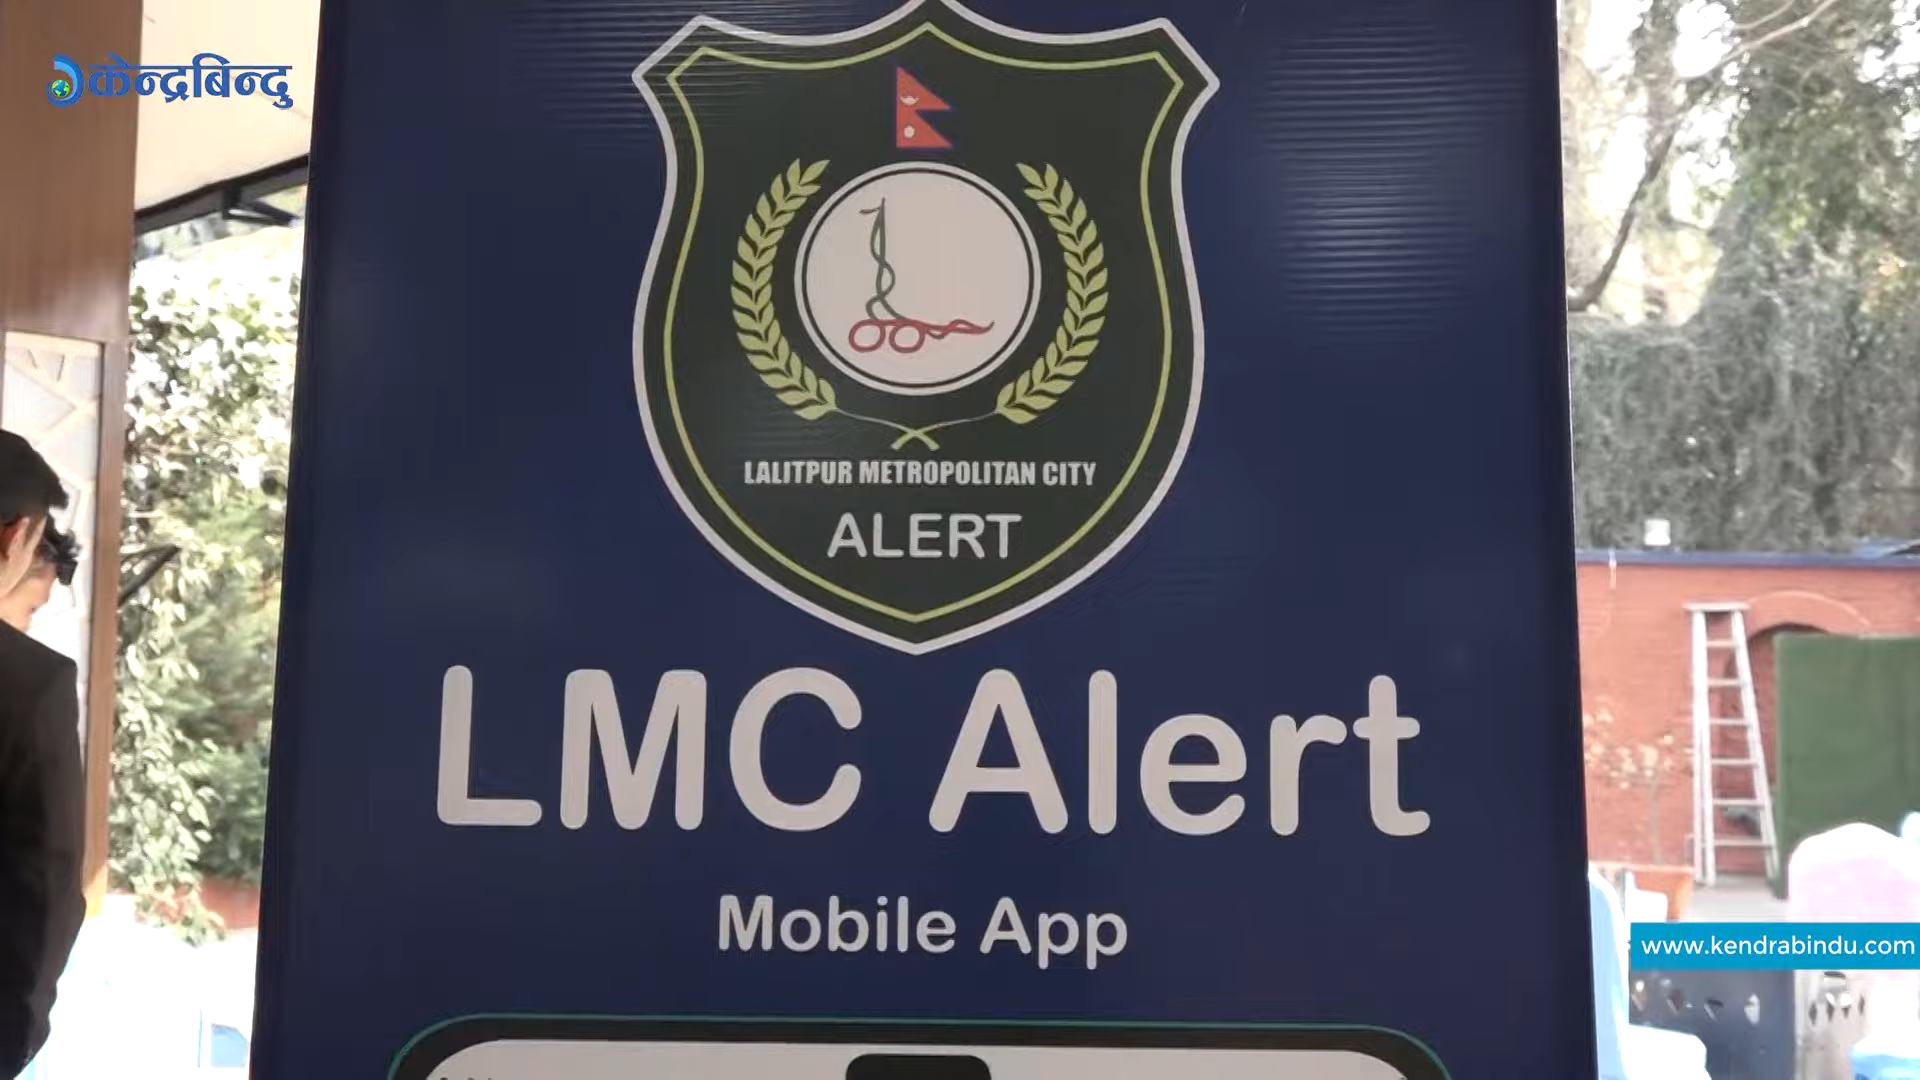 केन्द्रबिन्दु
LALITPUR METROPOLITAN CITY
ALERT
LMC Alert
Mobile App
www.kendrabindu.com